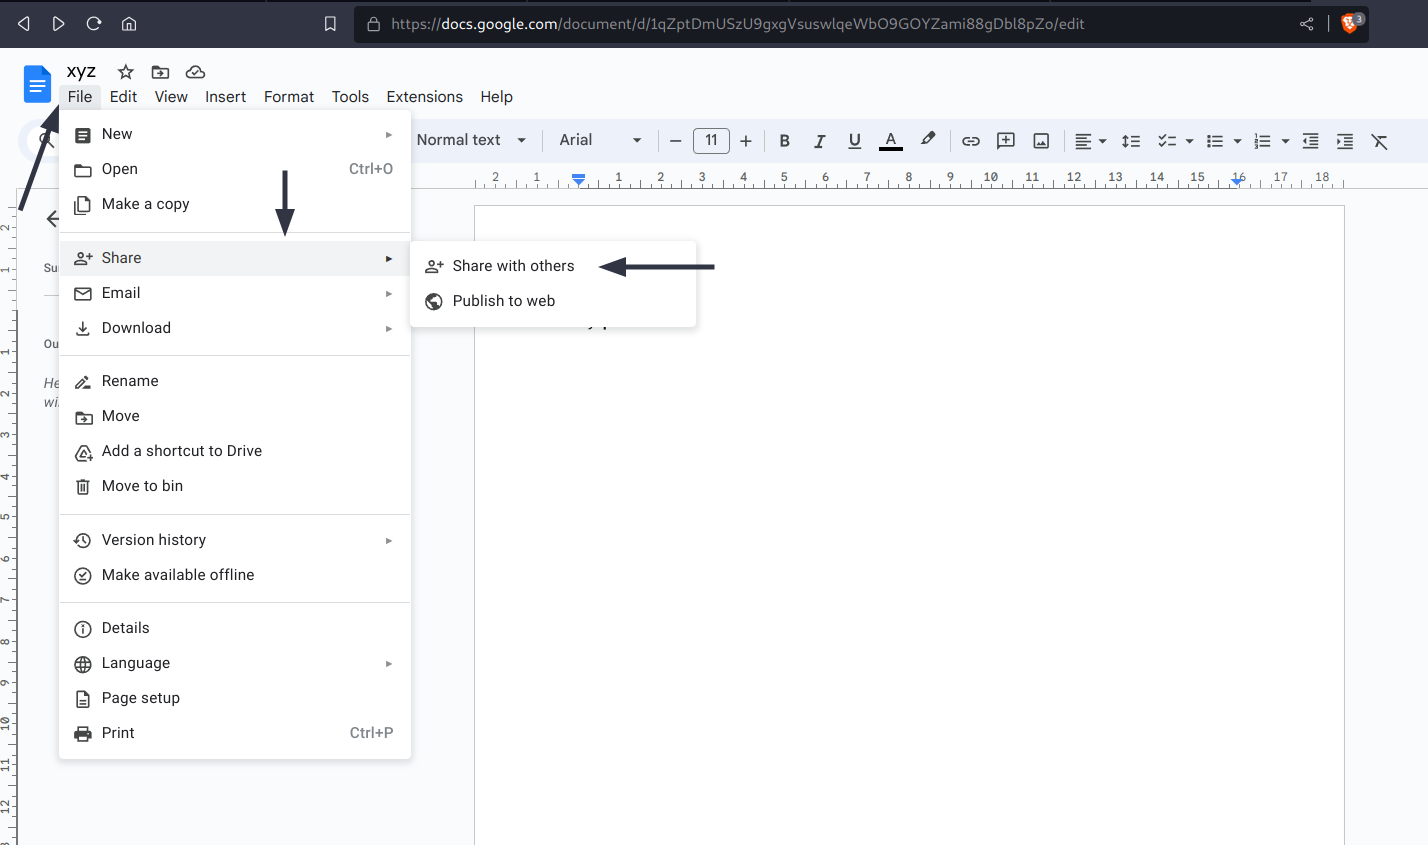 https://docs.google.com/document/d/1qZptDmUSzU9gxgVsuswlqeWbO9GOYZami88gDbl8pZo/edit
3
xyz
File Edit View Insert Format Tools Extensions Help
Normal text Arial 11 B I U A
2 1 1 2 3 4 5 6 7 8 9 10 11 12 13 14 15 16 17 18
New
Open Ctrl+O
Make a copy
Share
Email
Download
Rename
Move
Add a shortcut to Drive
Move to bin
Version history
Make available offline
Details
Language
Page setup
Print Ctrl+P
Share with others
Publish to web
Su
Ou
He
wi
2
1
1
2
3
4
5
6
7
8
9
10
11
12